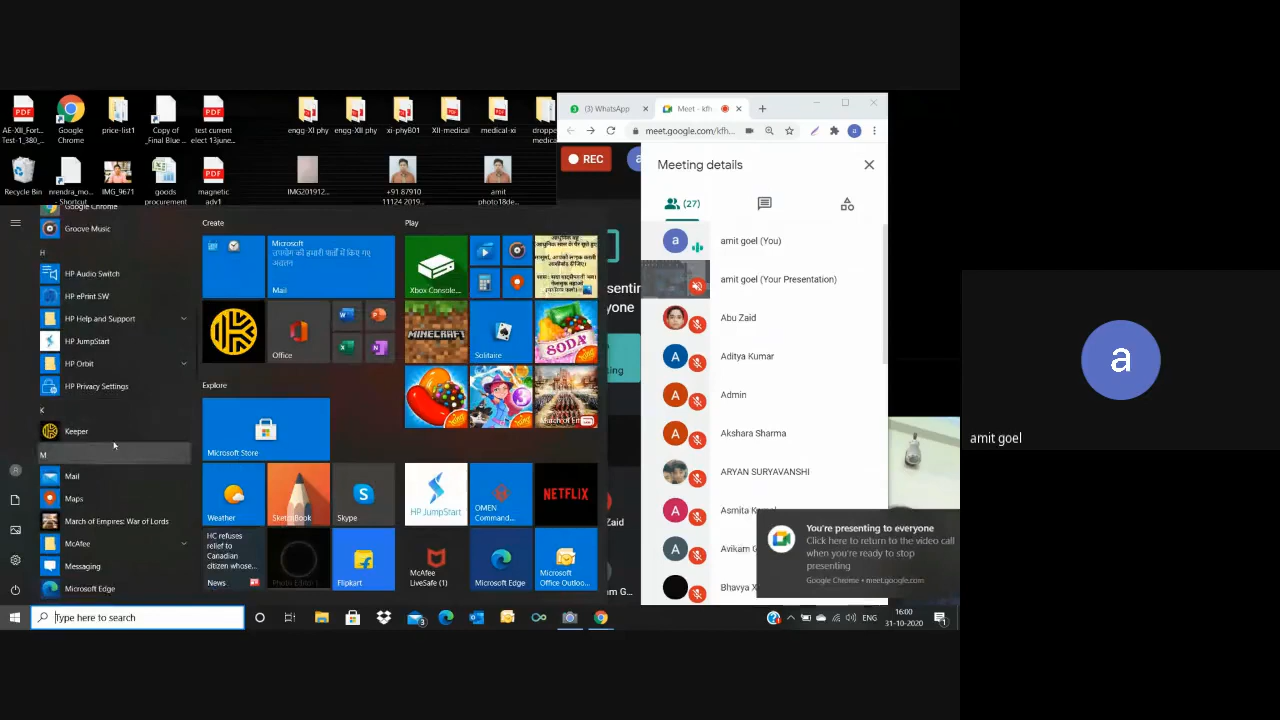 AE-XII_Fort...
Test-1_380_...
Google
Chrome
price-list1
Copy of
_Final Blue ...
test current
elect 13june...
engg-XI phy
engg-XII phy
xi-phyB01
XII-medical
medical-xi
droppe
medica
Recycle Bin
nrendra_mo...
- Shortcut
IMG_9671
goods
procurement
magnetic
adv1
IMG201912...
+91 87910
11124 2019...
amit
photo18de...
(3) WhatsApp
Meet - kfh
meet.google.com/kfh...
REC
Meeting details
(27)
amit goel (You)
amit goel (Your Presentation)
Abu Zaid
Aditya Kumar
Admin
Akshara Sharma
ARYAN SURYAVANSHI
Asmita
Avikam G
Bhavya
You're presenting to everyone
Click here to return to the video call
when you're ready to stop
presenting
Google Chrome • meet.google.com
Google Chrome
Groove Music
H
HP Audio Switch
HP ePrint SW
HP Help and Support
HP JumpStart
HP Orbit
HP Privacy Settings
K
Keeper
M
Mail
Maps
March of Empires: War of Lords
McAfee
Messaging
Microsoft Edge
Create
Microsoft
Mail
Office
Explore
Microsoft Store
Weather
SketchBook
Skype
HC refuses
relief to
Canadian
citizen whose...
News
Flipkart
Play
Xbox Console...
MINECRAFT
Solitaire
SODA
March of Em
HP JumpStart
OMEN
Command...
NETFLIX
McAfee
LiveSafe (1)
Microsoft Edge
Microsoft
Office Outloo...
Type here to search
ENG
16:00
31-10-2020
a
amit goel